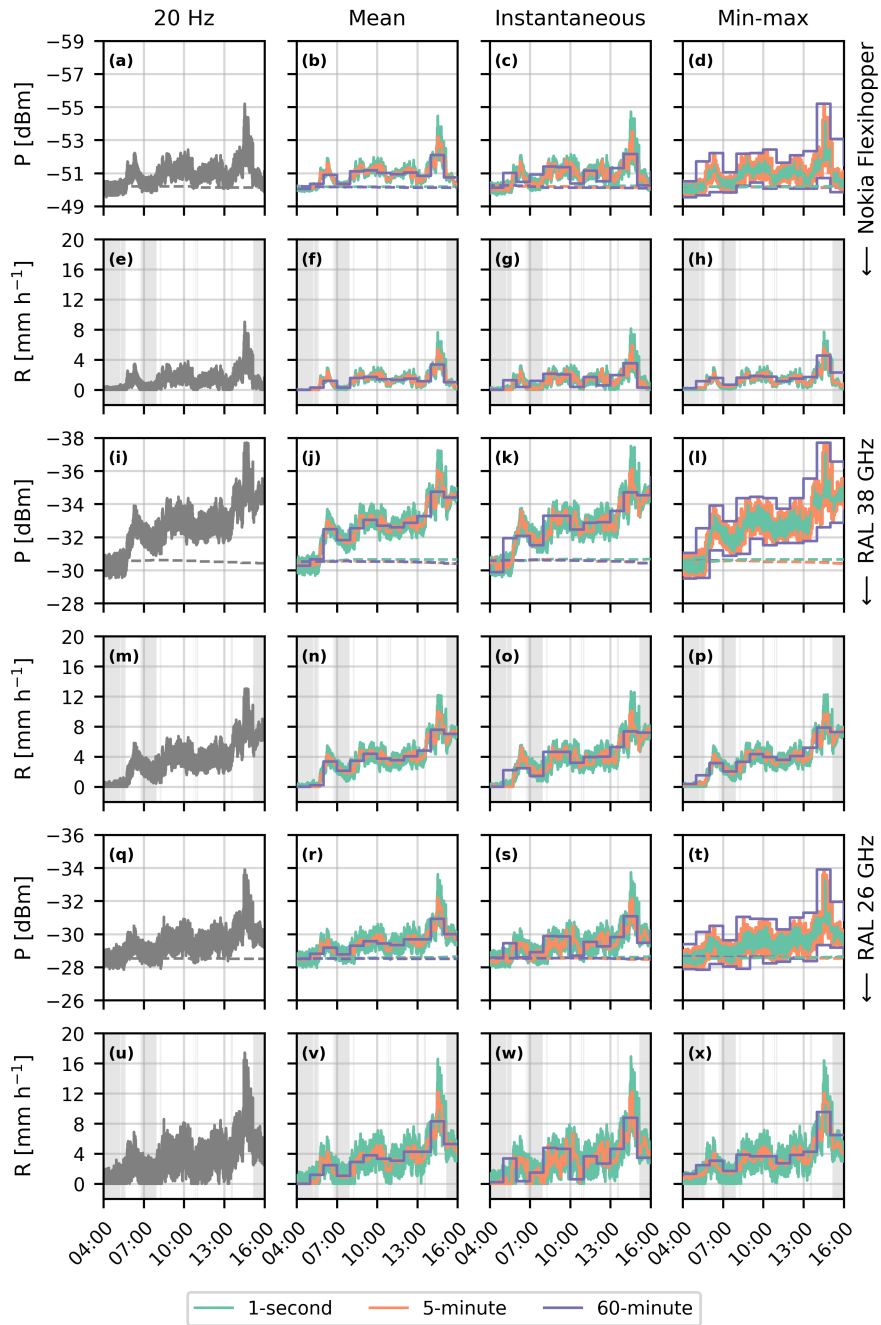 20 Hz Mean Instantaneous Min-max
P [dBm] −59 −57 −55 −53 −51 −49 (a) (b) (c) (d) ← Nokia Flexihopper
R [mm h⁻¹] 20 16 12 8 4 0 (e) (f) (g) (h)
P [dBm] −38 −36 −34 −32 −30 −28 (i) (j) (k) (l) ← RAL 38 GHz
R [mm h⁻¹] 20 16 12 8 4 0 (m) (n) (o) (p)
P [dBm] −36 −34 −32 −30 −28 −26 (q) (r) (s) (t) ← RAL 26 GHz
R [mm h⁻¹] 20 16 12 8 4 0 (u) (v) (w) (x)
04:00 07:00 10:00 13:00 16:00 04:00 07:00 10:00 13:00 16:00 04:00 07:00 10:00 13:00 16:00 04:00 07:00 10:00 13:00 16:00
1-second 5-minute 60-minute